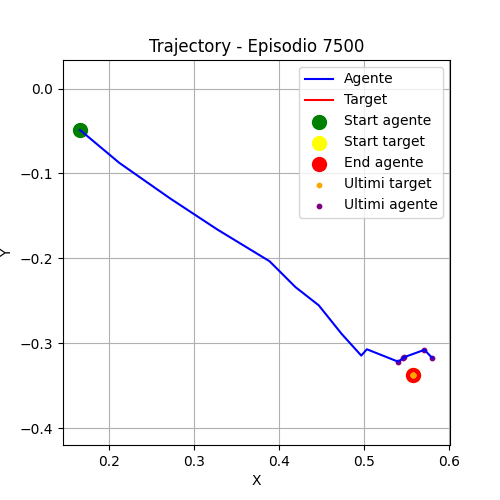 Trajectory - Episodio 7500
Agente
Target
Start agente
Start target
End agente
Ultimi target
Ultimi agente
0.0
−0.1
−0.2
−0.3
−0.4
Y
0.2
0.3
0.4
0.5
0.6
X